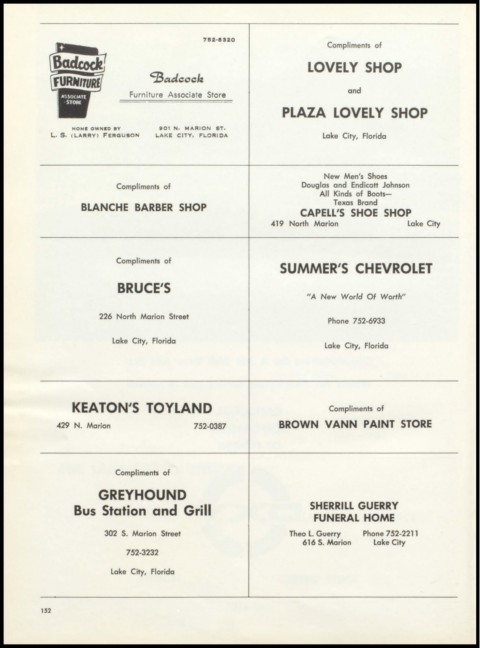 752-6320
Badcock
FURNITURE
ASSOCIATE
STORE
Badcock
Furniture Associate Store
HOME OWNED BY
L. S. (LARRY) FERGUSON
901 N. MARION ST.
LAKE CITY, FLORIDA
Compliments of
LOVELY SHOP
and
PLAZA LOVELY SHOP
Lake City, Florida
Compliments of
BLANCHE BARBER SHOP
New Men's Shoes
Douglas and Endicott Johnson
All Kinds of Boots—
Texas Brand
CAPELL'S SHOE SHOP
419 North Marion Lake City
Compliments of
BRUCE'S
226 North Marion Street
Lake City, Florida
SUMMER'S CHEVROLET
"A New World Of Worth"
Phone 752-6933
Lake City, Florida
KEATON'S TOYLAND
429 N. Marion 752-0387
Compliments of
BROWN VANN PAINT STORE
Compliments of
GREYHOUND
Bus Station and Grill
302 S. Marion Street
752-3232
Lake City, Florida
SHERRILL GUERRY
FUNERAL HOME
Theo L. Guerry Phone 752-2211
616 S. Marion Lake City
152